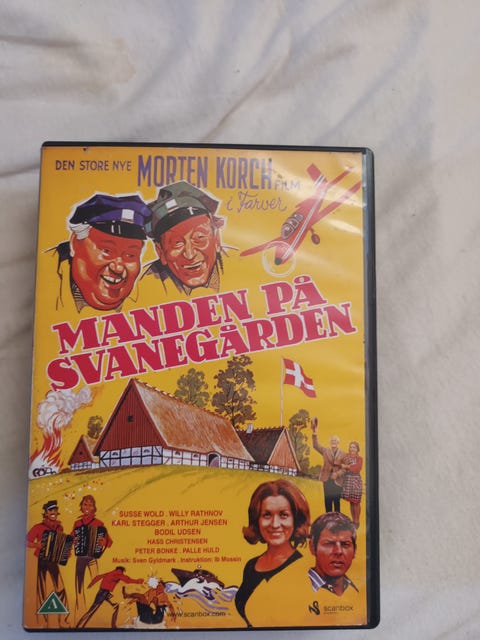 DEN STORE NYE MORTEN KORCH FILM
i Farver
MANDEN PÅ
SVANEGÅRDEN
SUSSE WOLD . WILLY RATHNOV
KARL STEGGER . ARTHUR JENSEN
BODIL UDSEN
HASS CHRISTENSEN
PETER BONKE . PALLE HULD
Musik: Sven Gyldmark . Instruktion: Ib Mossin
A
www.scanbox.com
scanbox